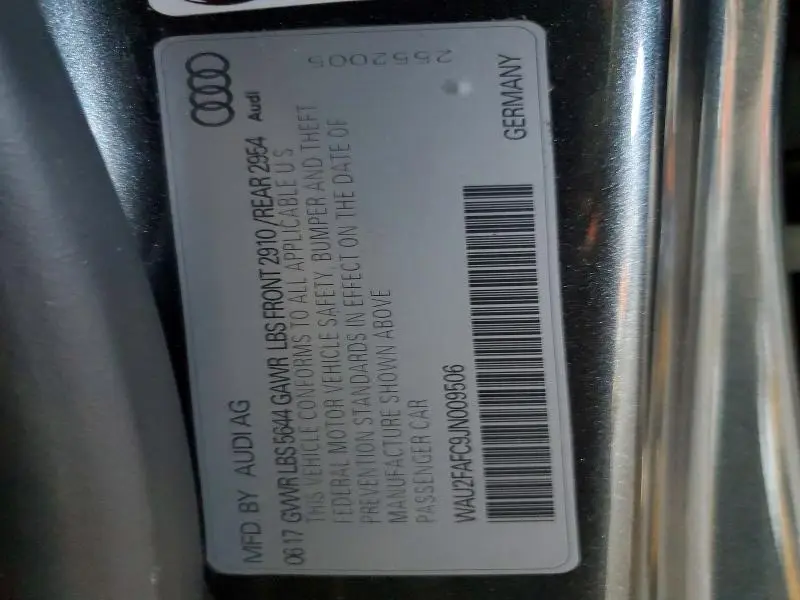 MFD BY AUDI AG
Audi
06 17 GVWR LBS 5644 GAWR LBS FRONT 2910 /REAR 2954
THIS VEHICLE CONFORMS TO ALL APPLICABLE U S
FEDERAL MOTOR VEHICLE SAFETY BUMPER AND THEFT
PREVENTION STANDARDS IN EFFECT ON THE DATE OF
MANUFACTURE SHOWN ABOVE
PASSENGER CAR
WAU2FAFC9JN009506
GERMANY